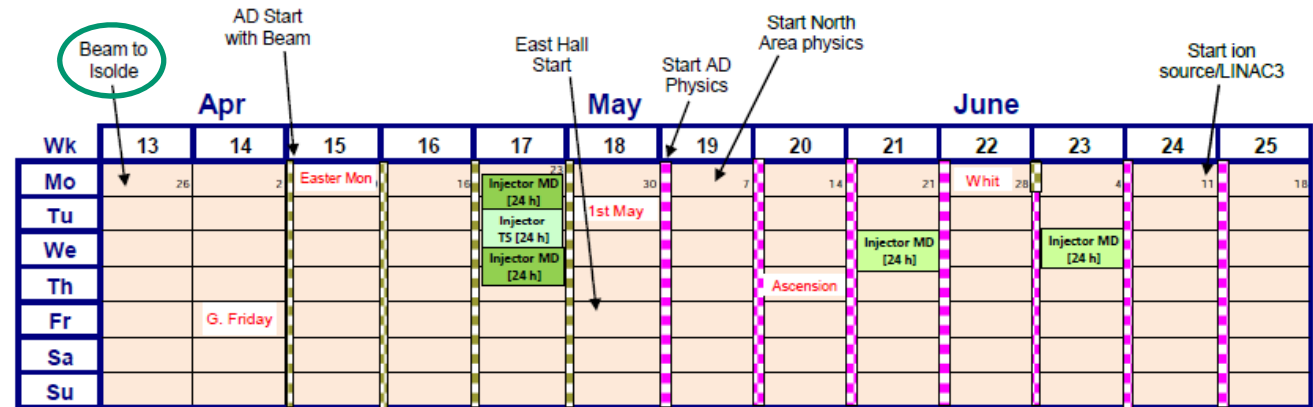 AD Start
with Beam
Beam to
Isolde
East Hall
Start
Start AD
Physics
Start North
Area physics
Start ion
source/LINAC3
Apr May June
Wk 13 14 15 16 17 18 19 20 21 22 23 24 25
Mo 26 2 Easter Mon 16 23 30 7 14 21 Whit 28 4 11 18
Injector MD
[24 h]
Tu 1st May
Injector
TS [24 h]
We
Injector MD
[24 h]
Injector MD
[24 h]
Injector MD
[24 h]
Th Ascension
Fr G. Friday
Sa
Su